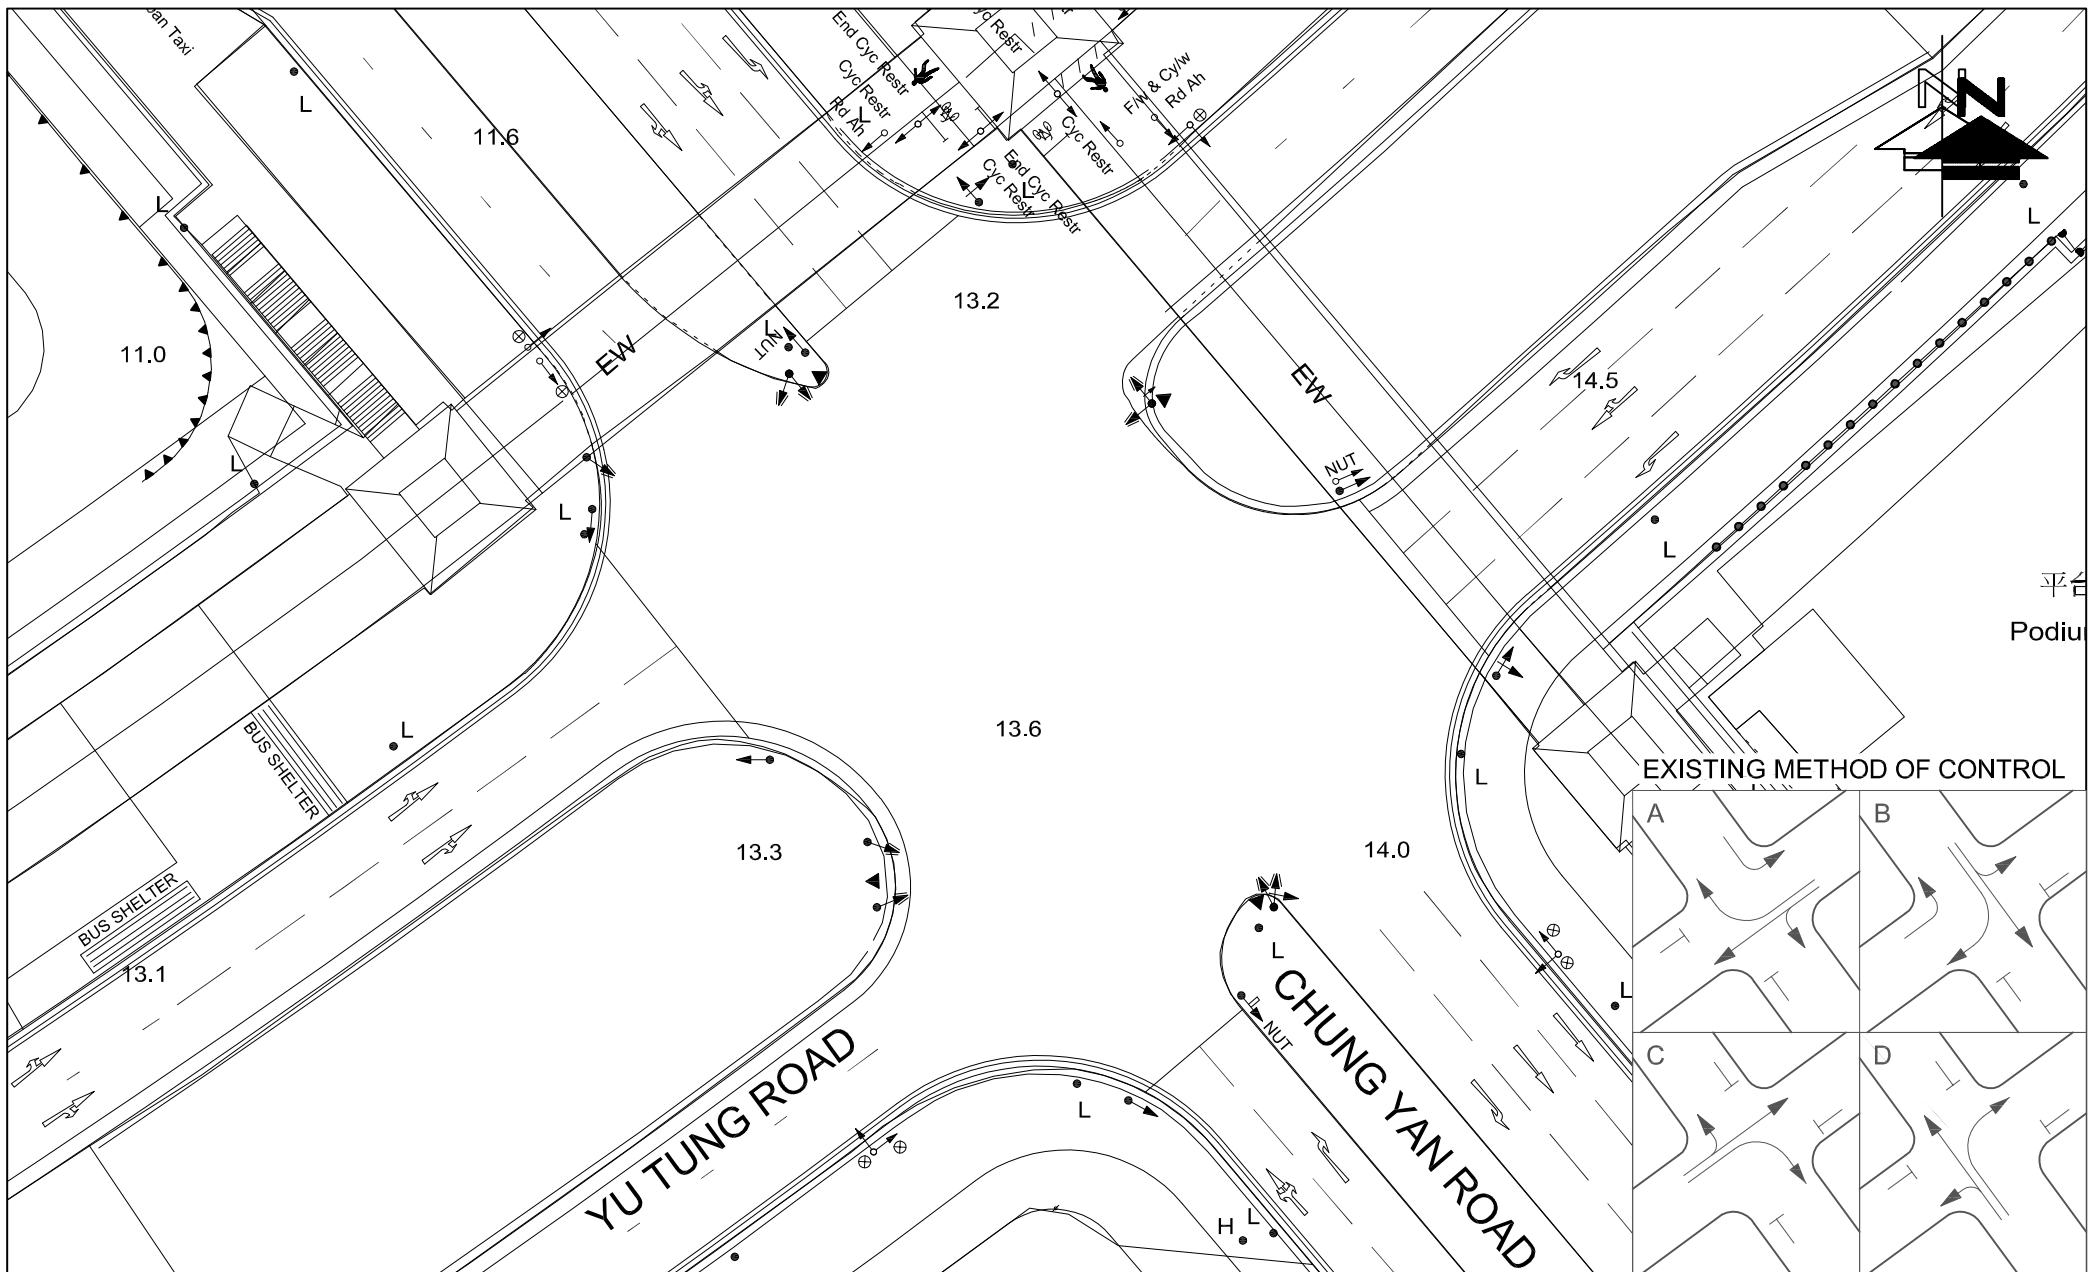 Cyc Restr
End Cyc Restr
Cyc Restr
Rd Ah
L
F/w & Cy/w
Rd Ah
Cyc Restr
End Cyc Restr
Cyc Restr
L
N
N
L
11.6
L
L
13.2
11.0
EW
L
NUT
EW
14.5
NUT
L
L
L
平台
L
BUS SHELTER
13.6
L
EXISTING METHOD OF CONTROL
A
B
C
D
13.3
14.0
BUS SHELTER
13.1
L
L
NUT
CHUNG YAN ROAD
YU TUNG ROAD
L
H
L